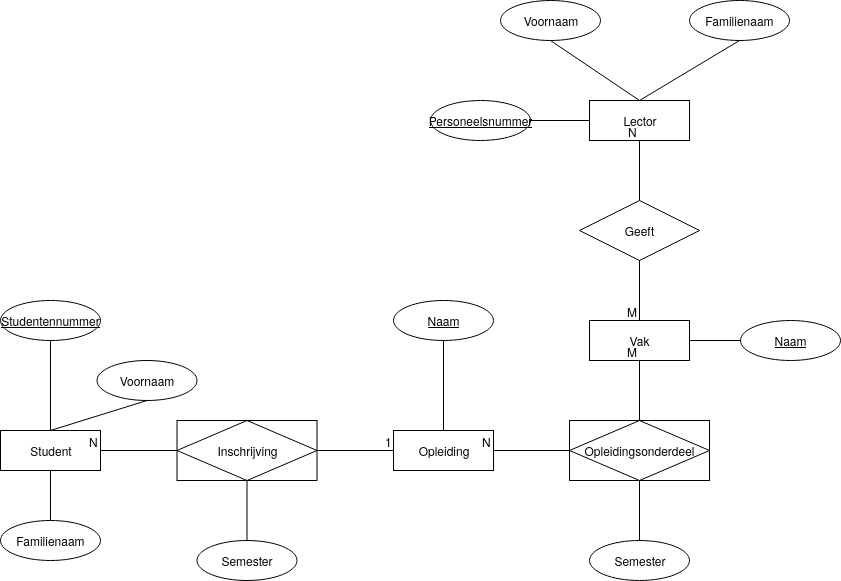 Voornaam
Familienaam
Personeelsnummer
Lector
N
Geeft
M
Studentennummer
Naam
Vak
M
Naam
Voornaam
Student
N
Inschrijving
1
Opleiding
N
Opleidingsonderdeel
Familienaam
Semester
Semester